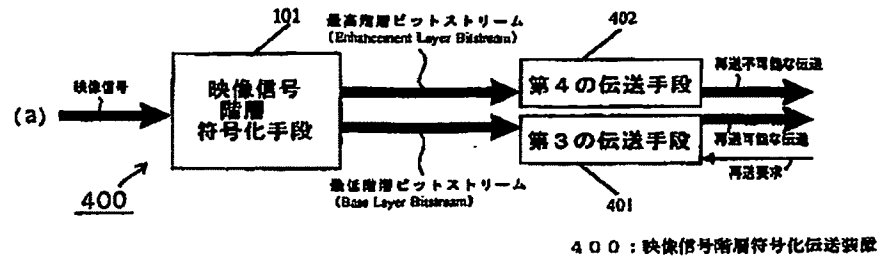 101
最高階層ビットストリーム
(Enhancement Layer Bitstream)
402
再送不可能な伝送
映像信号
(a)
映像信号
階層
符号化手段
第4の伝送手段
第3の伝送手段
再送可能な伝送
再送要求
400
最低階層ビットストリーム
(Base Layer Bitstream)
401
400:映像信号階層符号化伝送装置